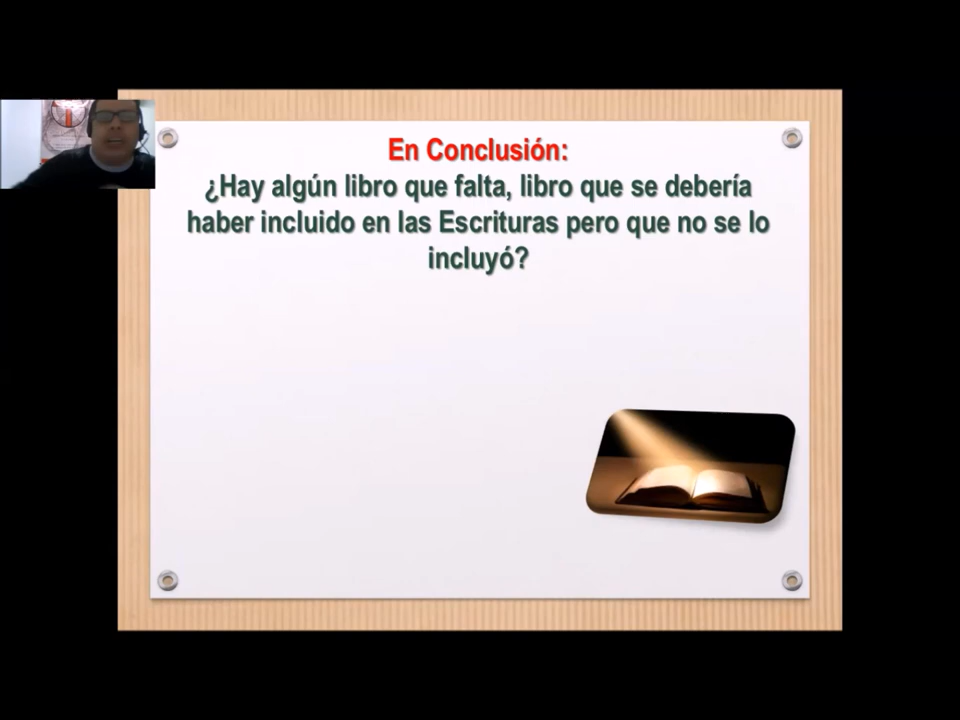 En Conclusión:
¿Hay algún libro que falta, libro que se debería
haber incluido en las Escrituras pero que no se lo
incluyó?